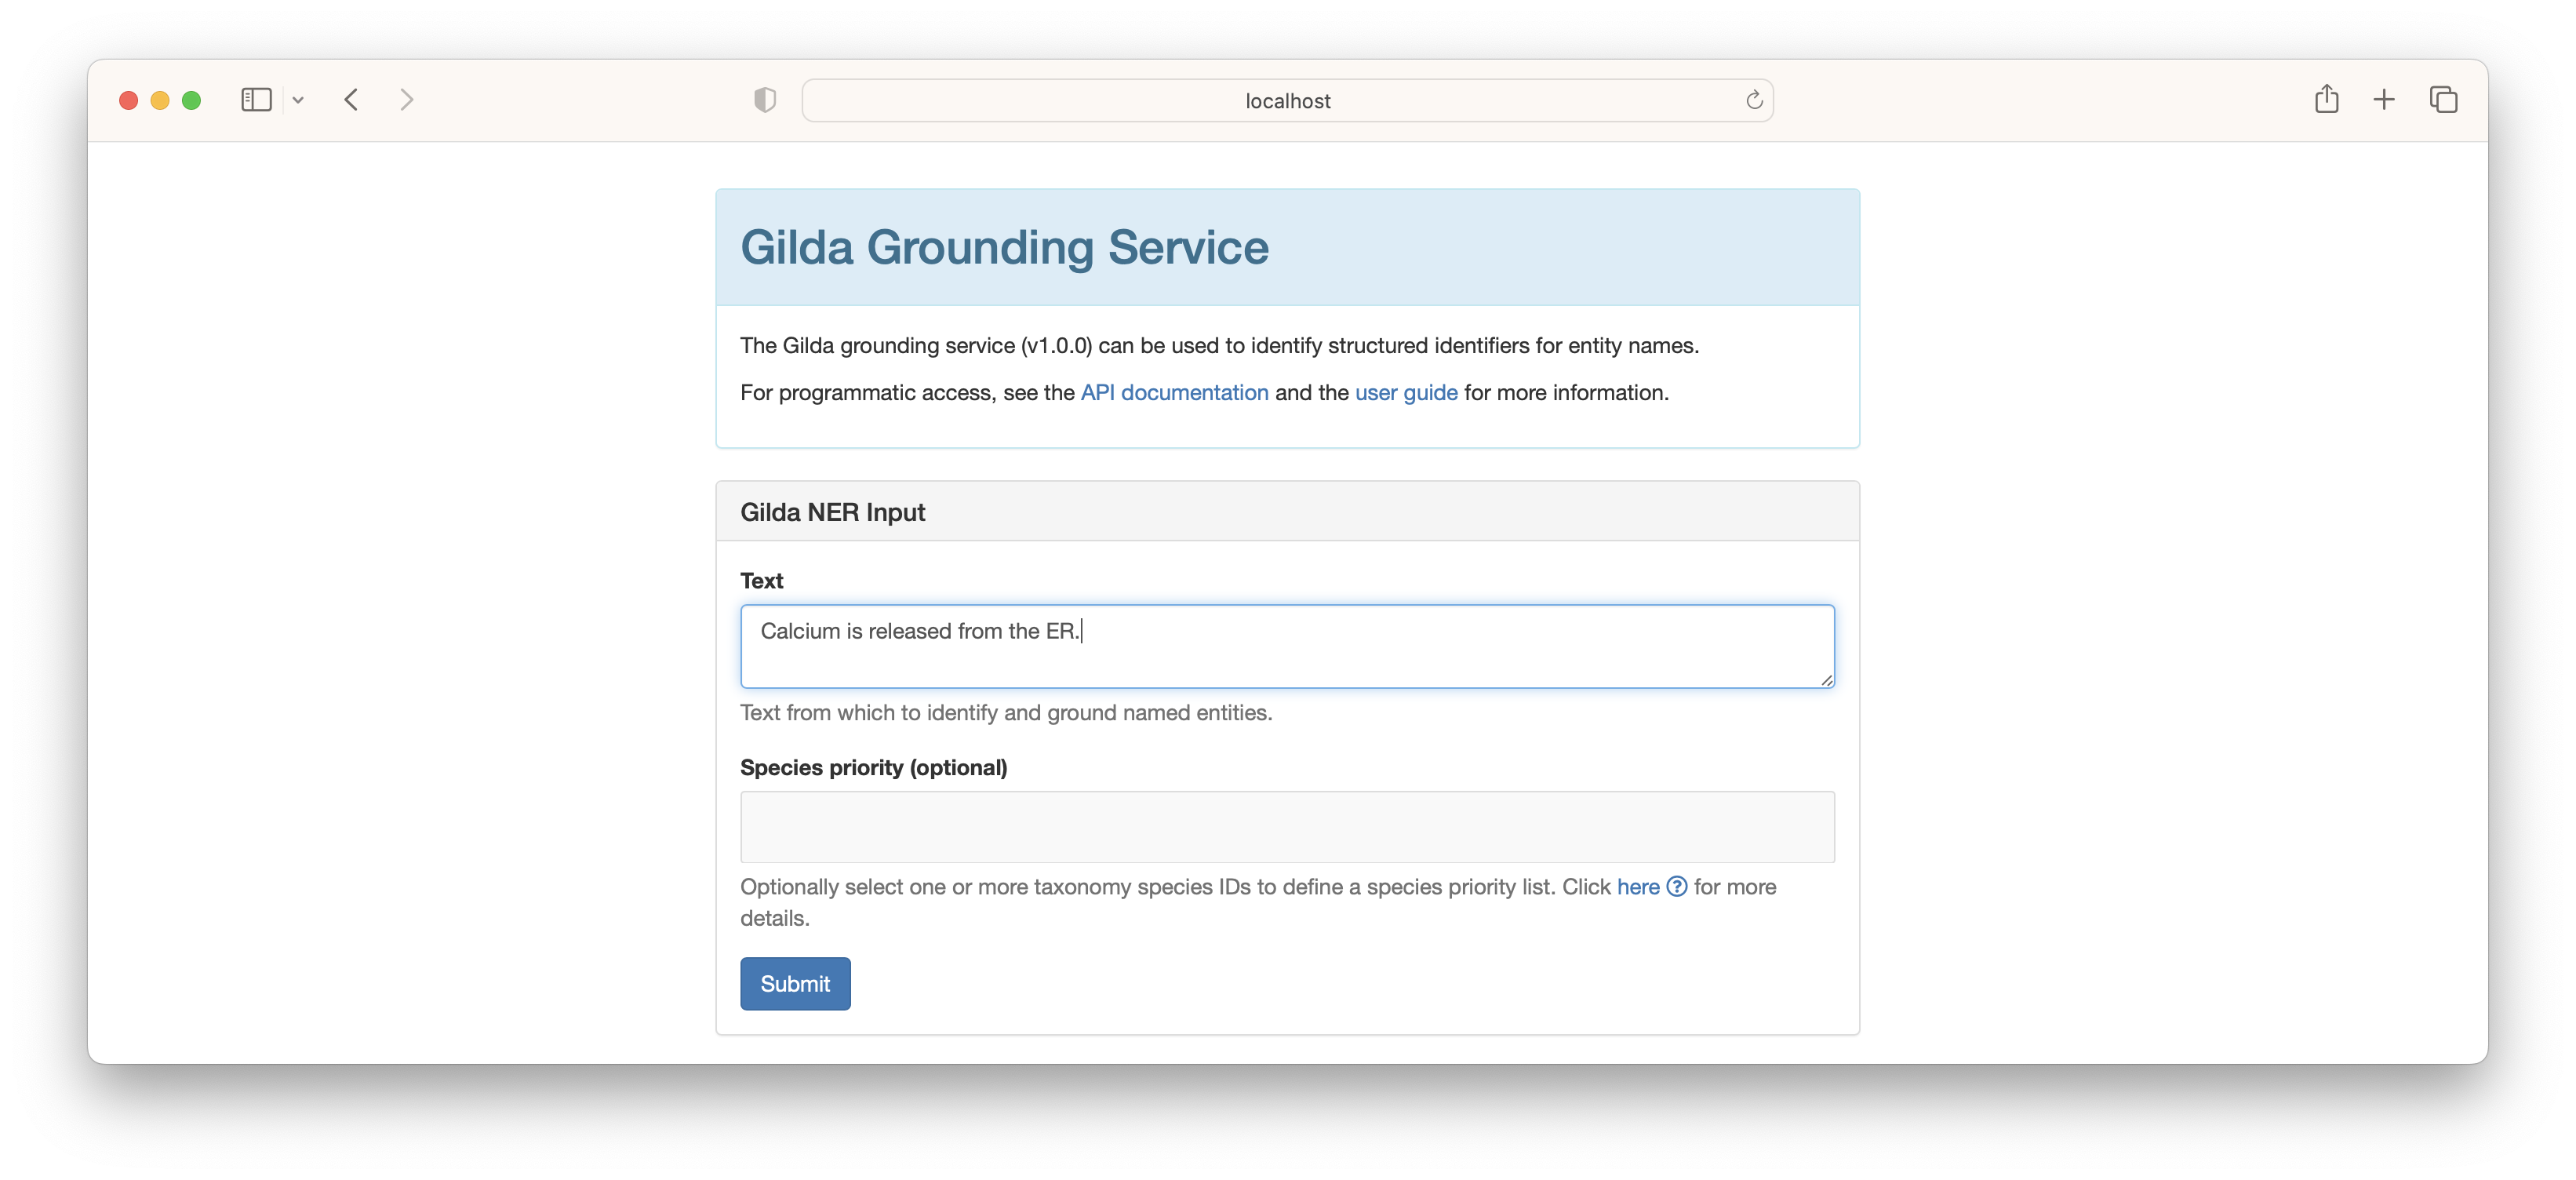 localhost
Gilda Grounding Service
The Gilda grounding service (v1.0.0) can be used to identify structured identifiers for entity names.
For programmatic access, see the API documentation and the user guide for more information.
Gilda NER Input
Text
Calcium is released from the ER.
Text from which to identify and ground named entities.
Species priority (optional)
Optionally select one or more taxonomy species IDs to define a species priority list. Click here ? for more
details.
Submit